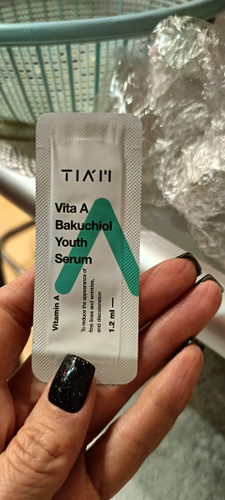 TIA'M
Vita A
Bakuchiol
Youth
Serum
Vitamin A
To reduce the appearance of
fine lines and wrinkles,
and discoloration
1.2 ml